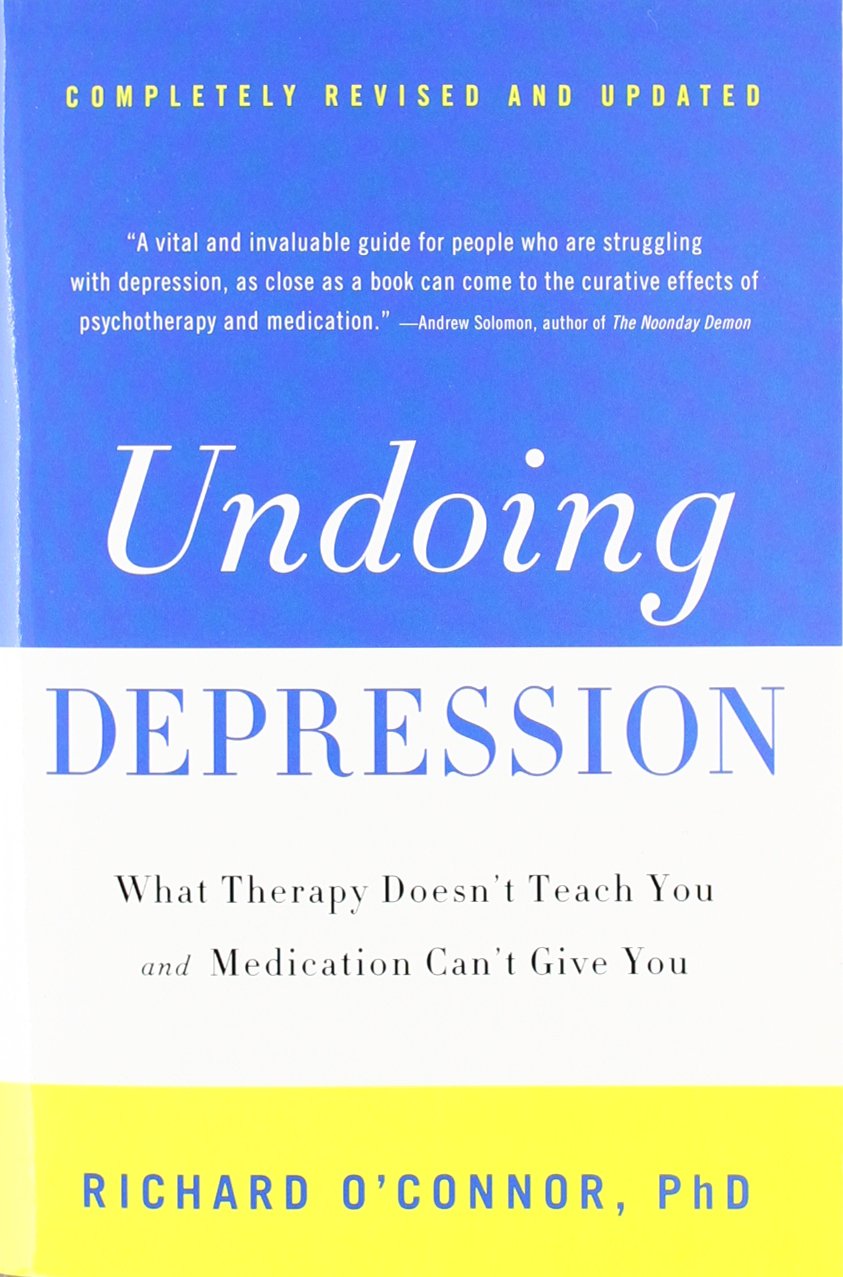 COMPLETELY REVISED AND UPDATED
“A vital and invaluable guide for people who are struggling
with depression, as close as a book can come to the curative effects of
psychotherapy and medication.” —Andrew Solomon, author of The Noonday Demon
Undoing
DEPRESSION
What Therapy Doesn’t Teach You
and Medication Can’t Give You
RICHARD O’CONNOR, PhD